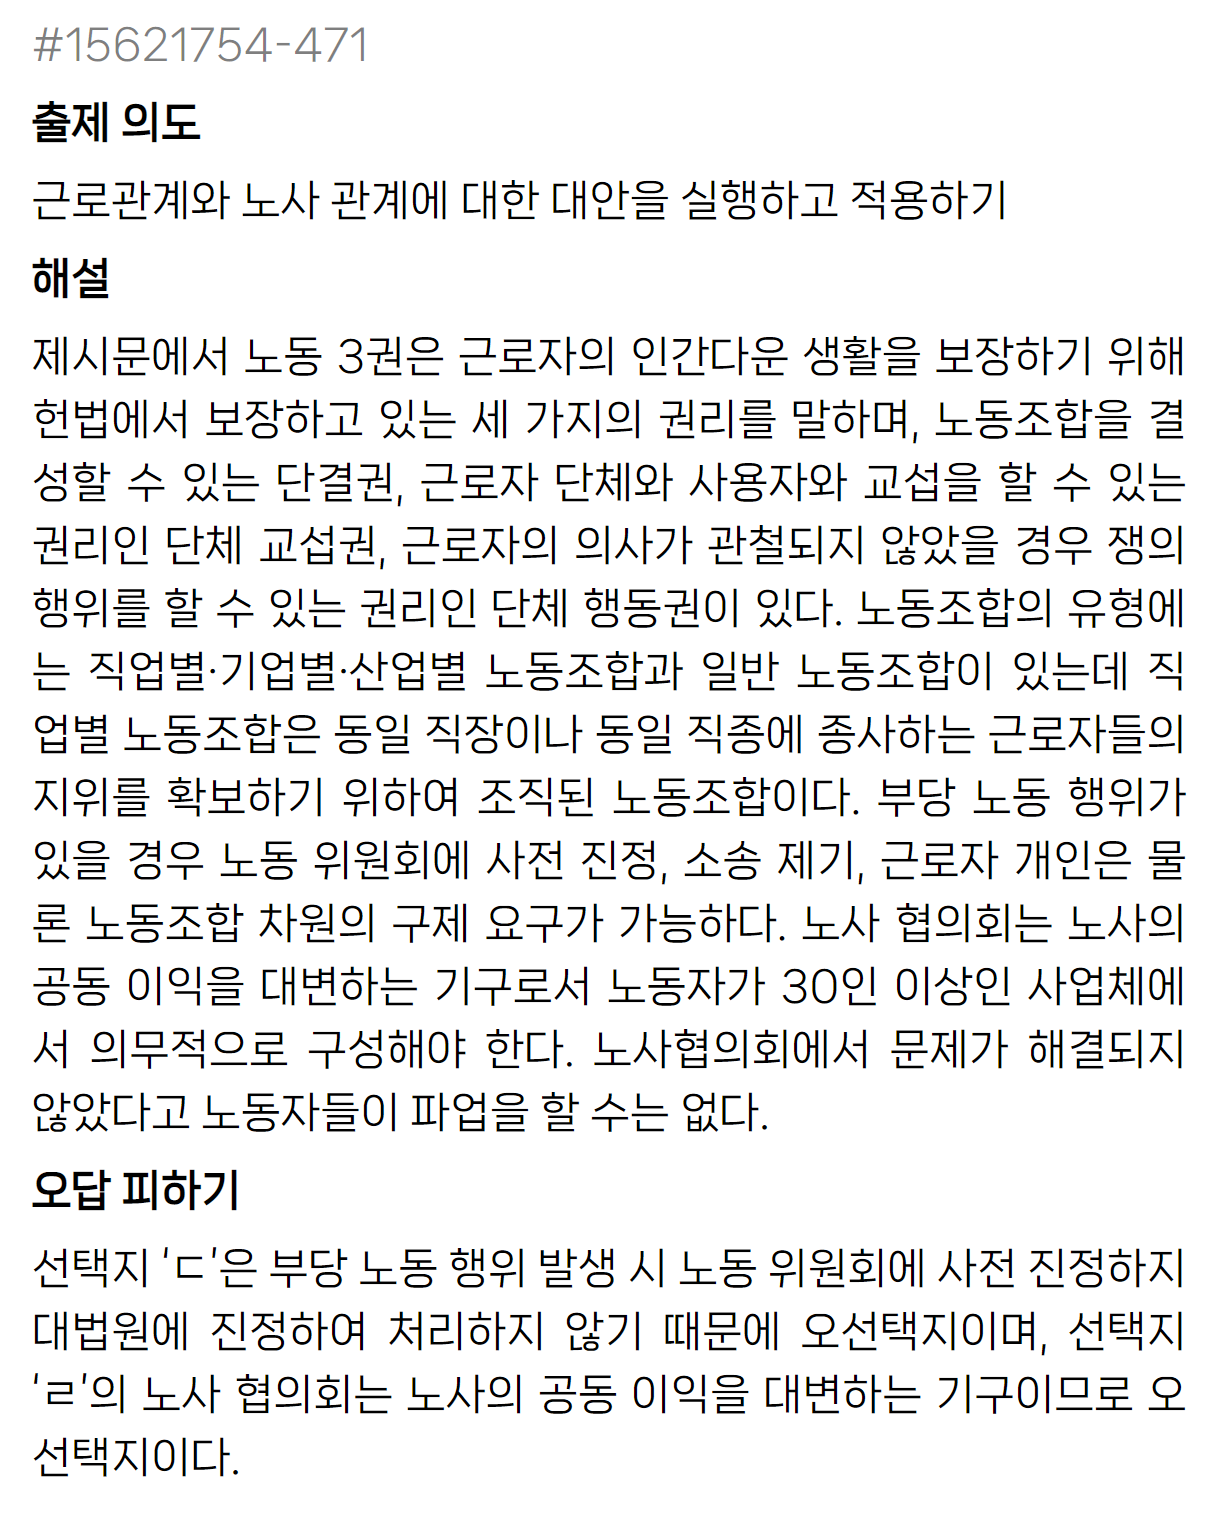 #15621754-471
출제 의도
근로관계와 노사 관계에 대한 대안을 실행하고 적용하기
해설
제시문에서 노동 3권은 근로자의 인간다운 생활을 보장하기 위해
헌법에서 보장하고 있는 세 가지의 권리를 말하며, 노동조합을 결
성할 수 있는 단결권, 근로자 단체와 사용자와 교섭을 할 수 있는
권리인 단체 교섭권, 근로자의 의사가 관철되지 않았을 경우 쟁의
행위를 할 수 있는 권리인 단체 행동권이 있다. 노동조합의 유형에
는 직업별·기업별·산업별 노동조합과 일반 노동조합이 있는데 직
업별 노동조합은 동일 직장이나 동일 직종에 종사하는 근로자들의
지위를 확보하기 위하여 조직된 노동조합이다. 부당 노동 행위가
있을 경우 노동 위원회에 사전 진정, 소송 제기, 근로자 개인은 물
론 노동조합 차원의 구제 요구가 가능하다. 노사 협의회는 노사의
공동 이익을 대변하는 기구로서 노동자가 30인 이상인 사업체에
서 의무적으로 구성해야 한다. 노사협의회에서 문제가 해결되지
않았다고 노동자들이 파업을 할 수는 없다.
오답 피하기
선택지 'ㄷ'은 부당 노동 행위 발생 시 노동 위원회에 사전 진정하지
대법원에 진정하여 처리하지 않기 때문에 오선택지이며, 선택지
'ㄹ'의 노사 협의회는 노사의 공동 이익을 대변하는 기구이므로 오
선택지이다.